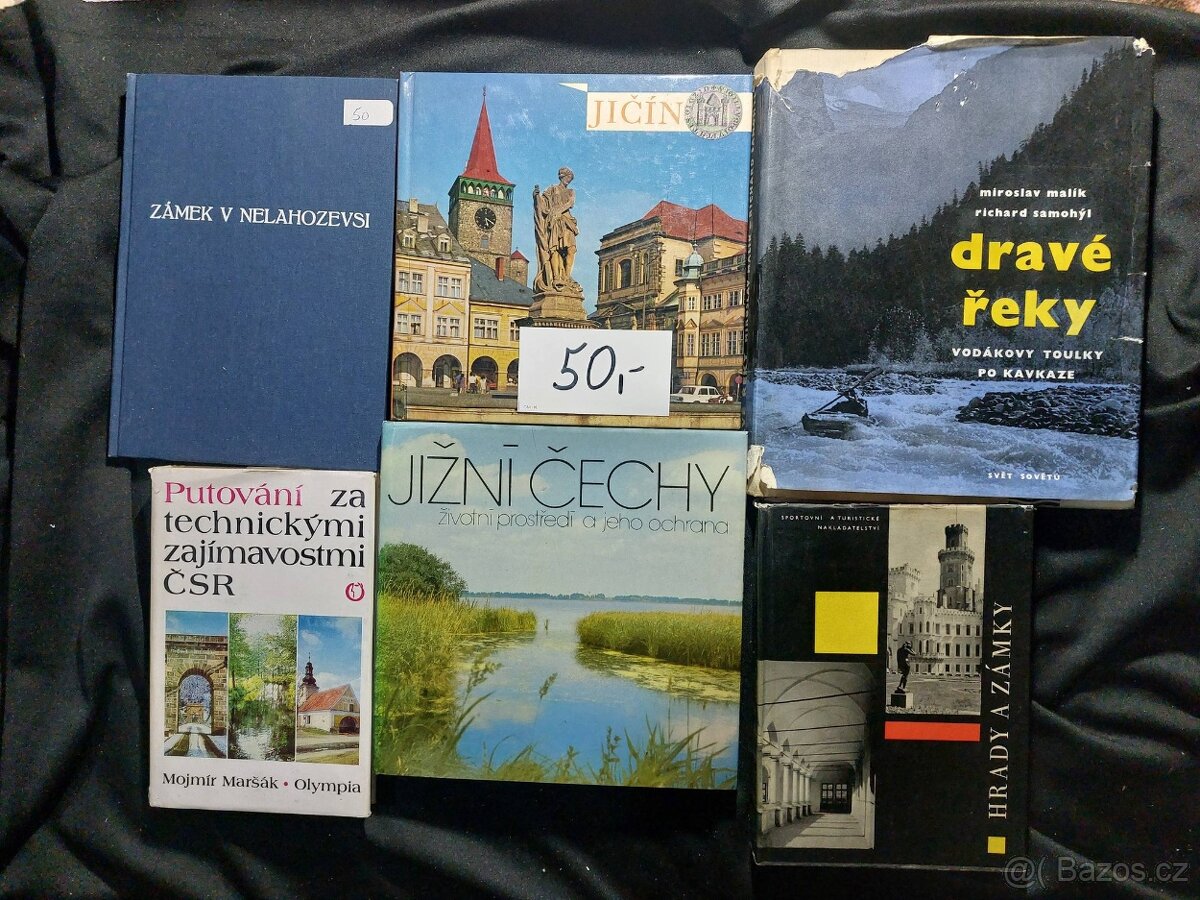 50
ZÁMEK V NELAHOZEVSI
JIČÍN
50,-
miroslav malík
richard samohýl
dravé
řeky
VODÁKOVY TOULKY
PO KAVKAZE
SVĚT SOVĚTŮ
Putování za
technickými
zajímavostmi
ČSR
Mojmír Maršák • Olympia
JIŽNÍ ČECHY
životní prostředí a jeho ochrana
SPORTOVNÍ A TURISTICKÉ
NAKLADATELSTVÍ
HRADY A ZÁMKY
@( Bazos.cz